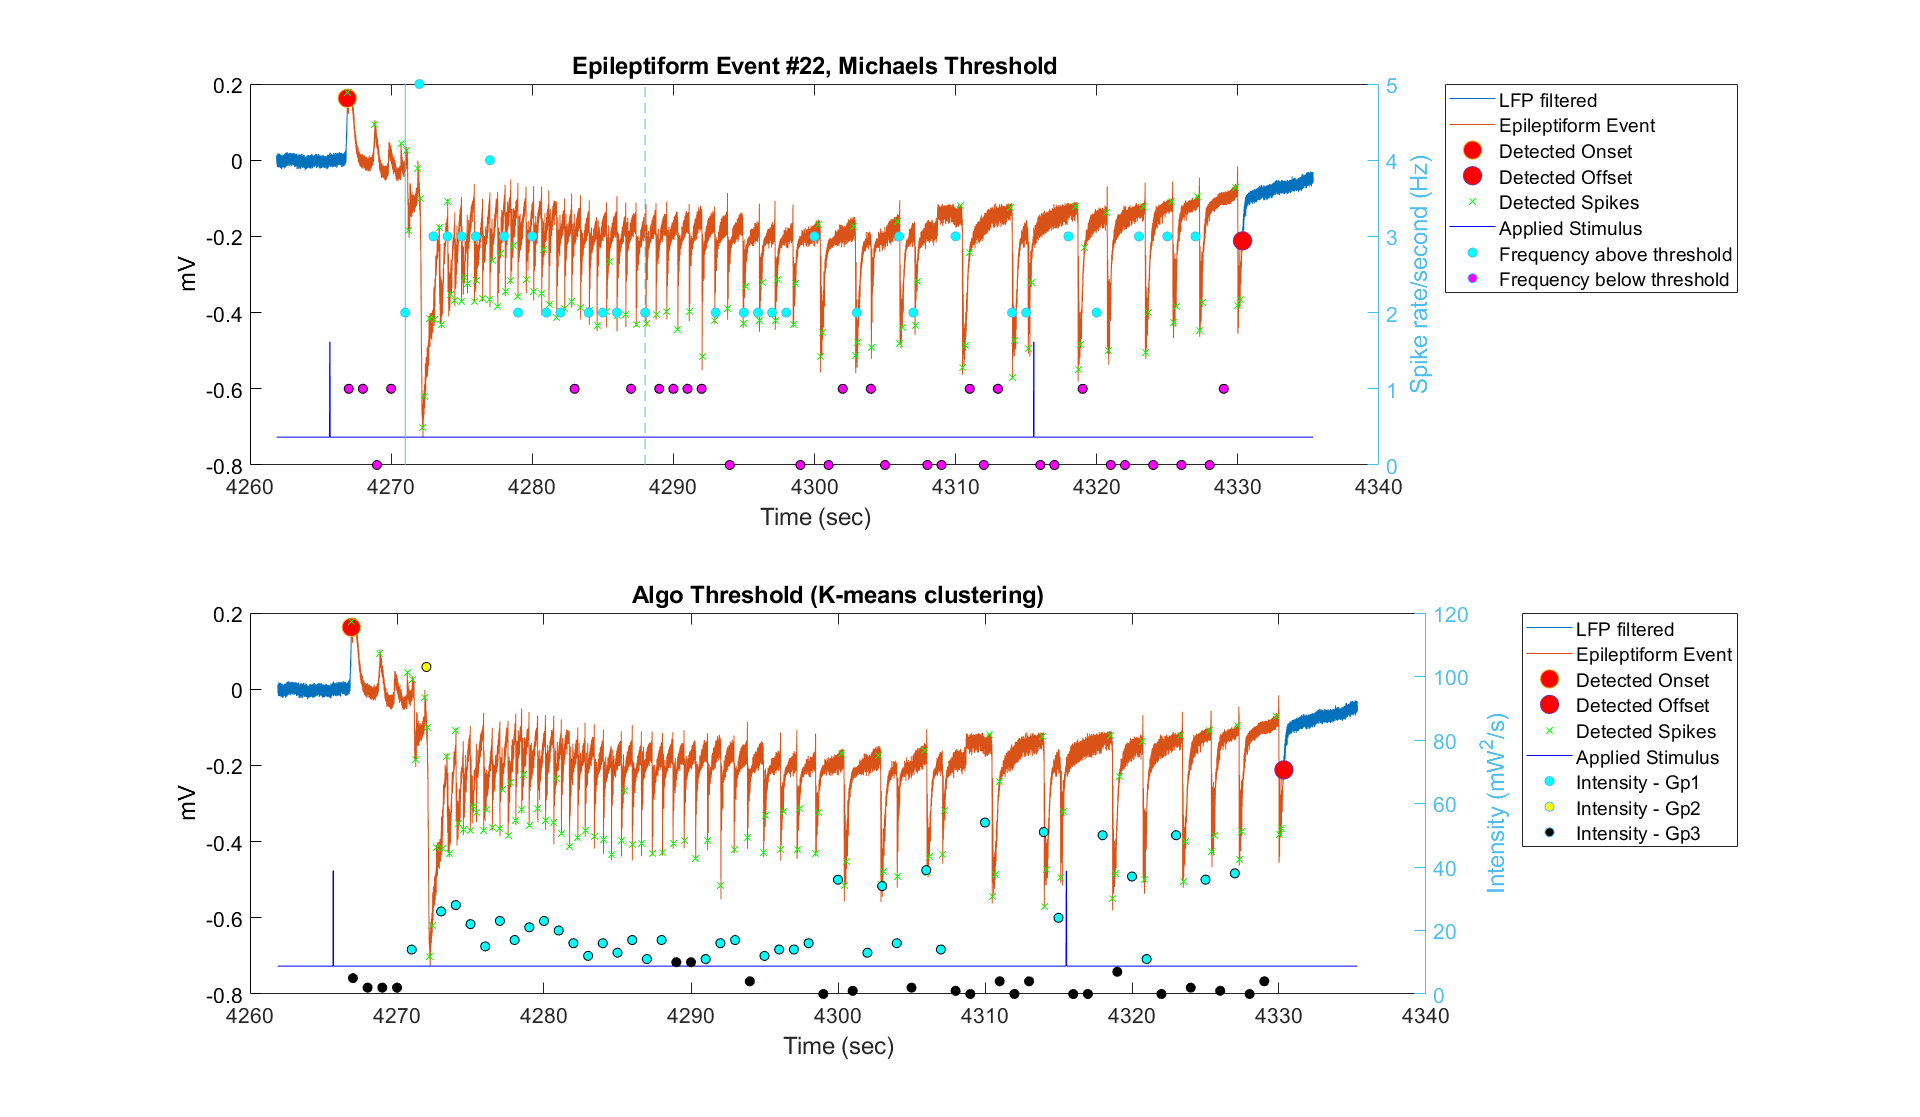 Epileptiform Event #22, Michaels Threshold
0.2
0
-0.2
-0.4
-0.6
-0.8
mV
4260
4270
4280
4290
4300
4310
4320
4330
4340
Time (sec)
5
4
3
2
1
0
Spike rate/second (Hz)
LFP filtered
Epileptiform Event
Detected Onset
Detected Offset
Detected Spikes
Applied Stimulus
Frequency above threshold
Frequency below threshold
Algo Threshold (K-means clustering)
0.2
0
-0.2
-0.4
-0.6
-0.8
mV
4260
4270
4280
4290
4300
4310
4320
4330
4340
Time (sec)
120
100
80
60
40
20
0
Intensity (mW²/s)
LFP filtered
Epileptiform Event
Detected Onset
Detected Offset
Detected Spikes
Applied Stimulus
Intensity - Gp1
Intensity - Gp2
Intensity - Gp3